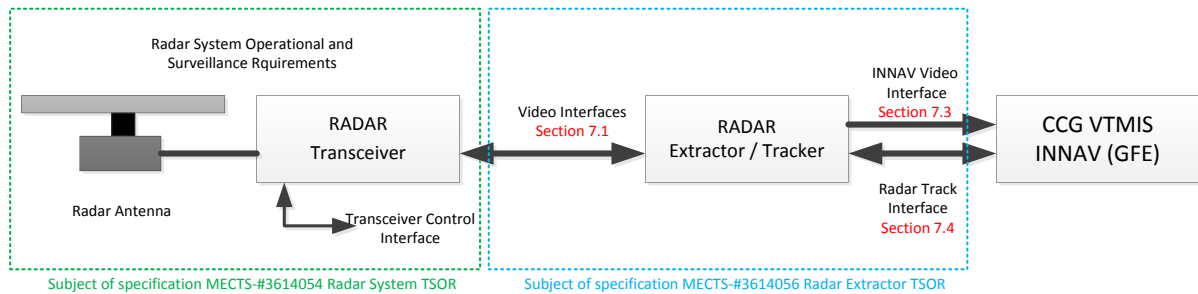 Radar System Operational and
Surveillance Rquirements
RADAR
Transceiver
Radar Antenna
Transceiver Control
Interface
Video Interfaces
Section 7.1
RADAR
Extractor / Tracker
INNAV Video
Interface
Section 7.3
Radar Track
Interface
Section 7.4
CCG VTMIS
INNAV (GFE)
Subject of specification MECTS-#3614054 Radar System TSOR
Subject of specification MECTS-#3614056 Radar Extractor TSOR